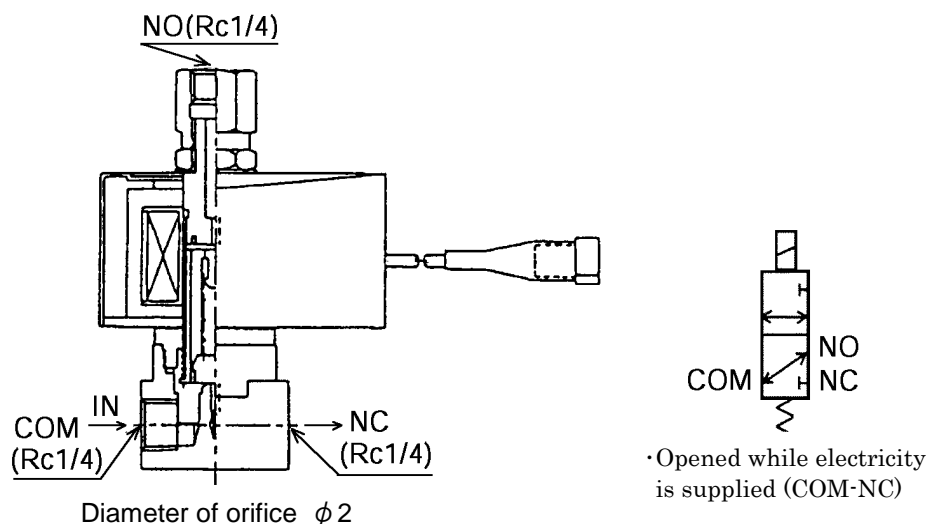 NO(Rc1/4)
IN
COM
(Rc1/4)
NC
(Rc1/4)
Diameter of orifice φ2
NO
COM
NC
・Opened while electricity
is supplied (COM-NC)